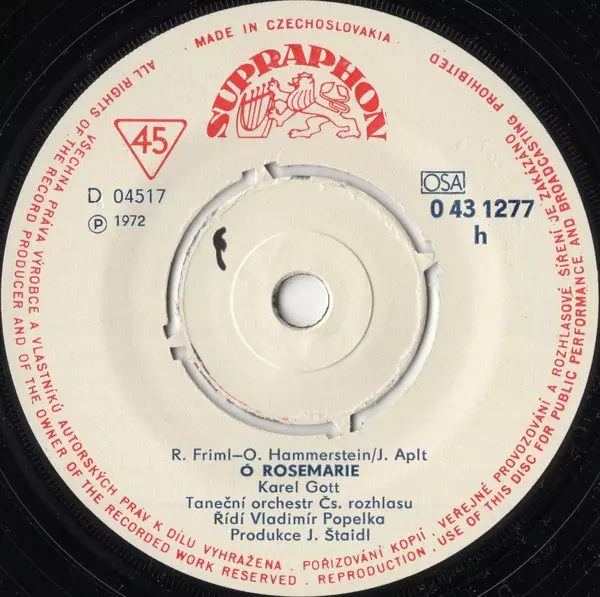 MADE IN CZECHOSLOVAKIA
SUPRAPHON
45
D 04517
Ⓟ 1972
OSA
0 43 1277
h
R. Friml–O. Hammerstein/J. Aplt
Ó ROSEMARIE
Karel Gott
Taneční orchestr Čs. rozhlasu
Řídí Vladimír Popelka
Produkce J. Štaidl
VŠECHNA PRÁVA VÝROBCE A VLASTNÍKŮ AUTORSKÝCH PRÁV K DÍLU VYHRAŽENA . POŘIZOVÁNÍ KOPIÍ . VEŘEJNÉ PROVOZOVÁNÍ A ROZHLASOVÉ ŠÍŘENÍ JE ZAKÁZÁNO
ALL RIGHTS OF THE RECORD PRODUCER AND OF THE OWNER OF THE RECORDED WORK RESERVED . REPRODUCTION OR USE OF THIS DISC FOR PUBLIC PERFORMANCE AND BROADCASTING PROHIBITED